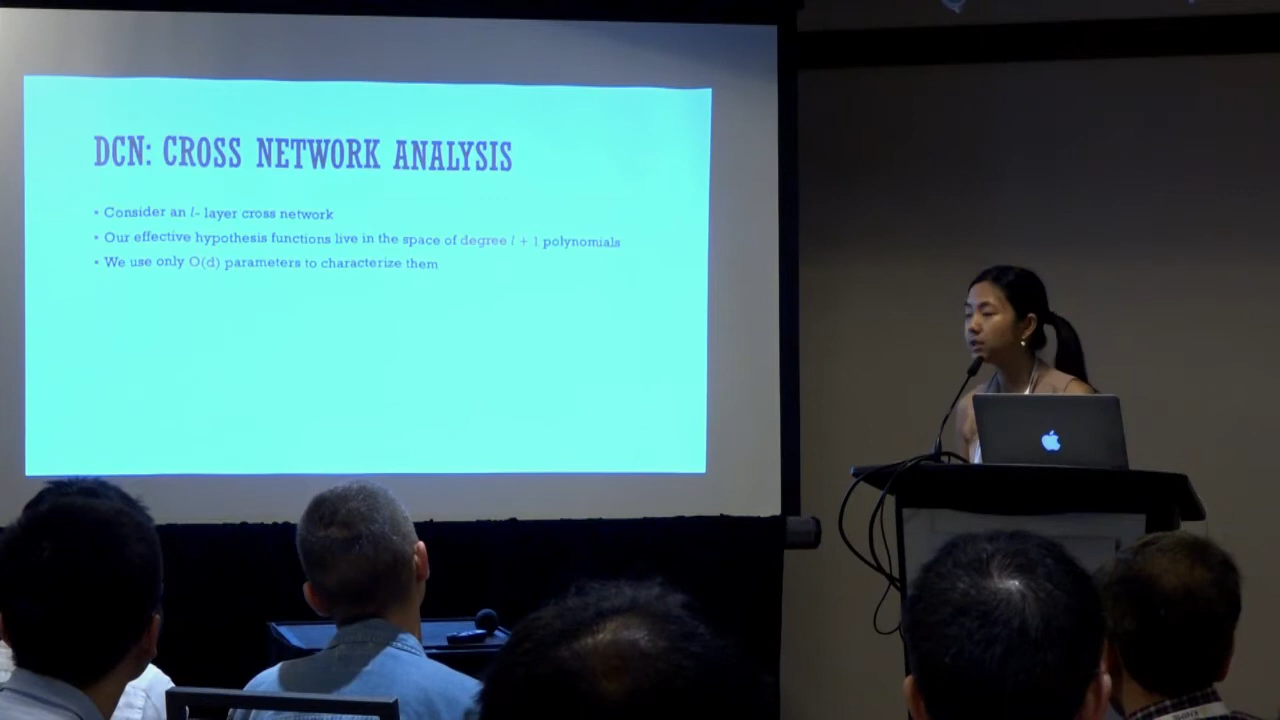 DCN: CROSS NETWORK ANALYSIS
• Consider an l- layer cross network
• Our effective hypothesis functions live in the space of degree l + 1 polynomials
• We use only O(d) parameters to characterize them